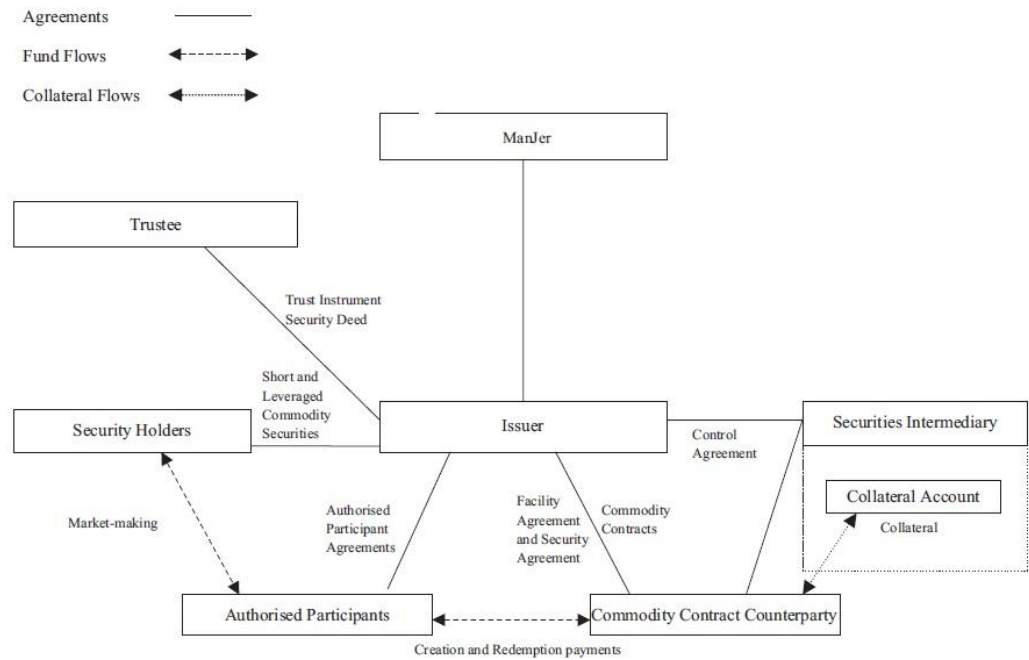 Agreements
Fund Flows
Collateral Flows
ManJer
Trustee
Trust Instrument
Security Deed
Short and
Leveraged
Commodity
Securities
Security Holders
Issuer
Control
Agreement
Securities Intermediary
Collateral Account
Collateral
Market-making
Authorised
Participant
Agreements
Facility
Agreement
and Security
Agreement
Commodity
Contracts
Authorised Participants
Commodity Contract Counterparty
Creation and Redemption payments